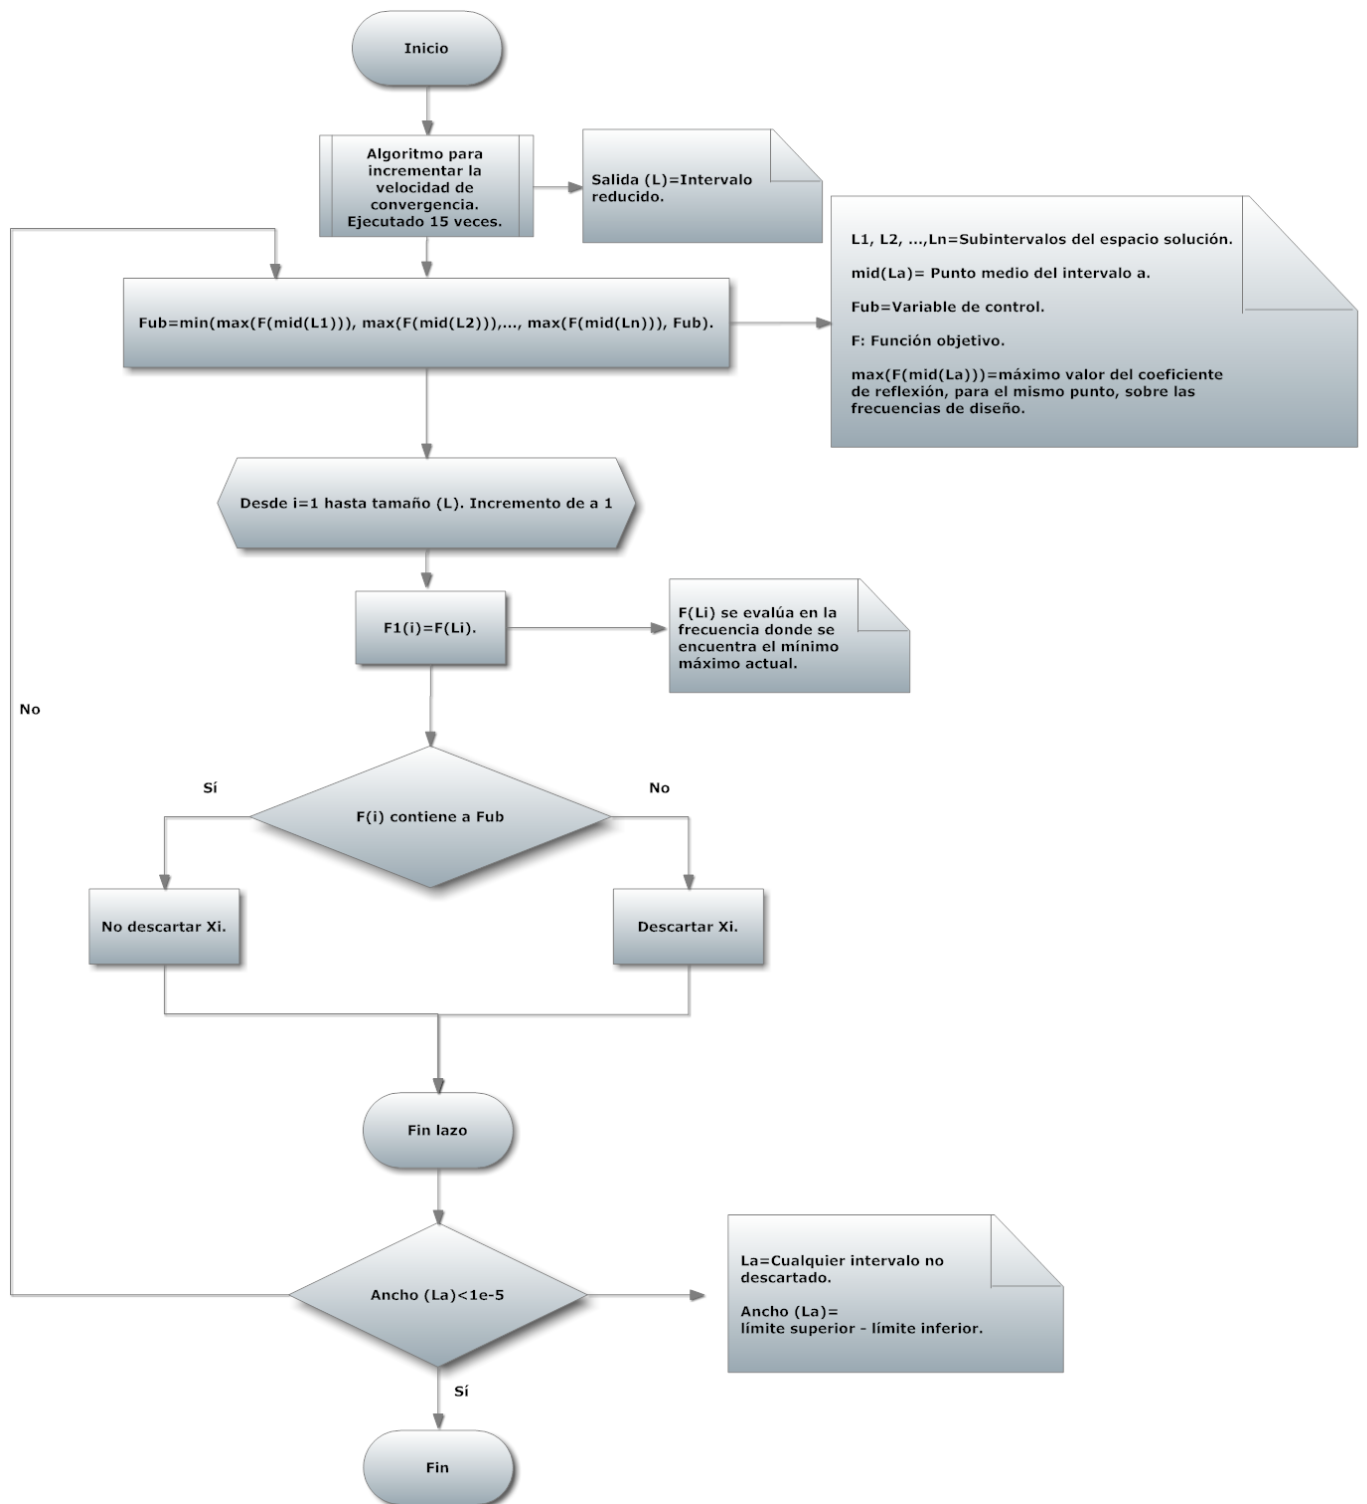 Inicio
Algoritmo para
incrementar la
velocidad de
convergencia.
Ejecutado 15 veces.
Salida (L)=Intervalo
reducido.
L1, L2, ...,Ln=Subintervalos del espacio solución.
mid(La)= Punto medio del intervalo a.
Fub=Variable de control.
F: Función objetivo.
max(F(mid(La)))=máximo valor del coeficiente
de reflexión, para el mismo punto, sobre las
frecuencias de diseño.
Fub=min(max(F(mid(L1))), max(F(mid(L2))),..., max(F(mid(Ln))), Fub).
Desde i=1 hasta tamaño (L). Incremento de a 1
F1(i)=F(Li).
F(Li) se evalúa en la
frecuencia donde se
encuentra el mínimo
máximo actual.
No
Sí
No
F(i) contiene a Fub
No descartar Xi.
Descartar Xi.
Fin lazo
Ancho (La)<1e-5
La=Cualquier intervalo no
descartado.
Ancho (La)=
límite superior - límite inferior.
Sí
Fin